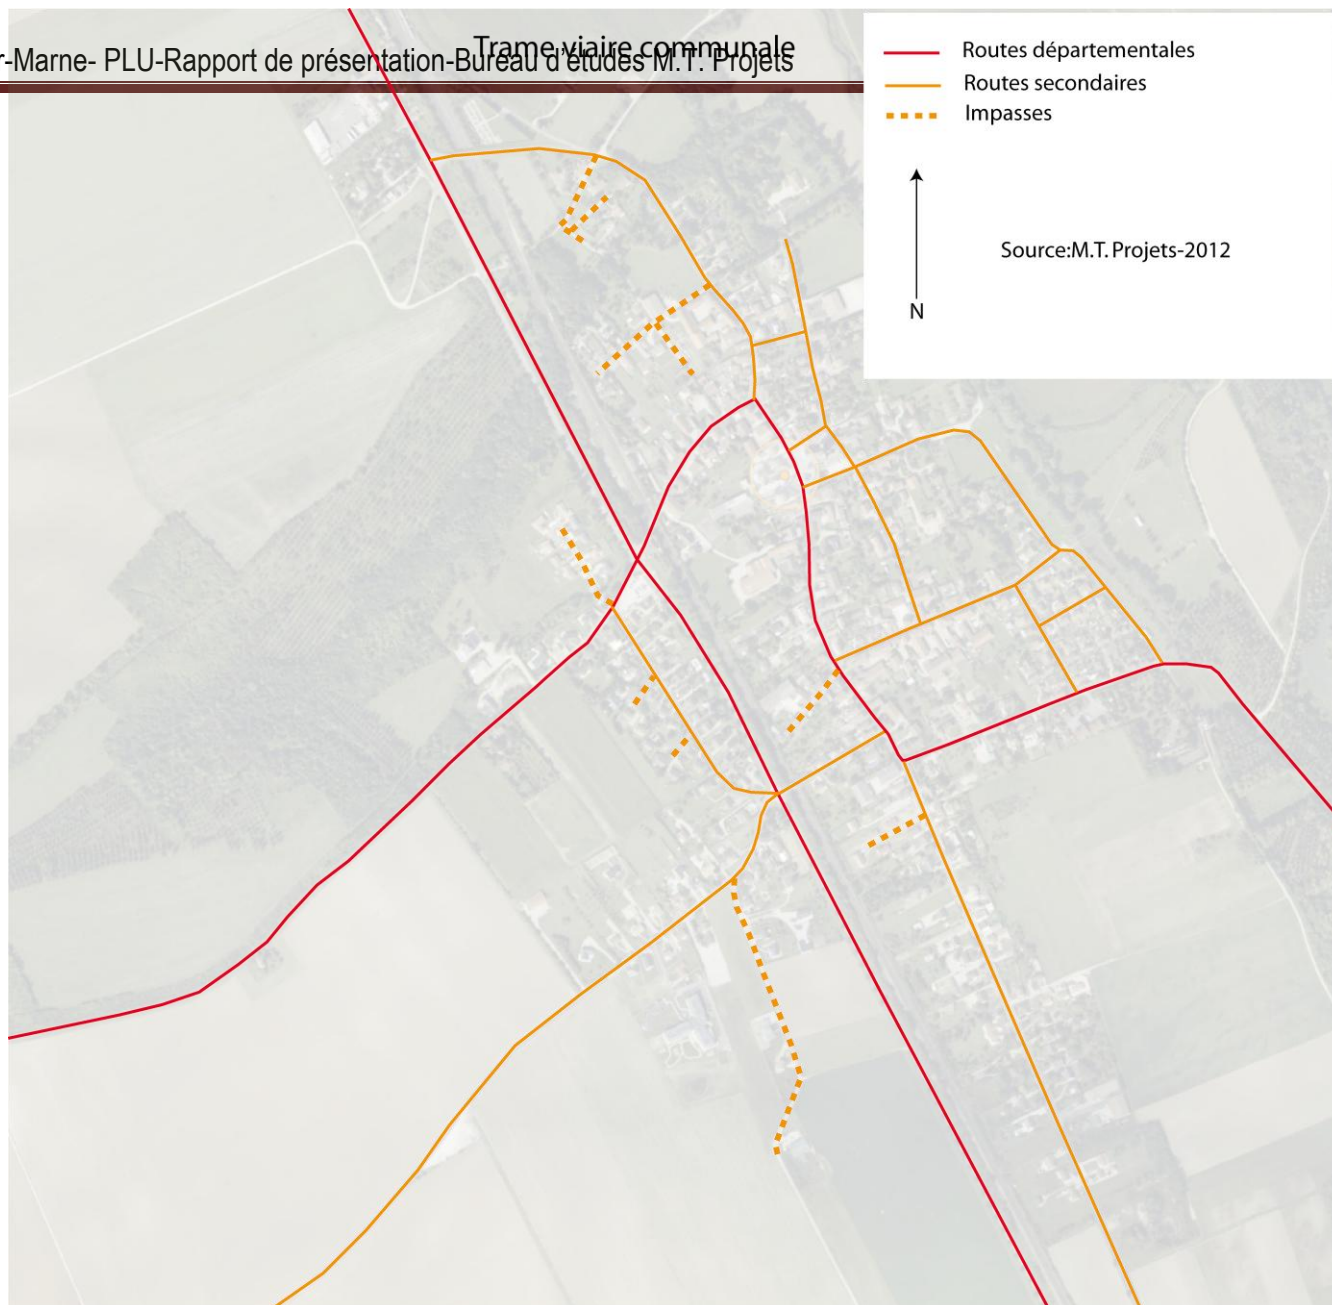 Trame viaire communale
r-Marne- PLU-Rapport de présentation-Bureau d'études M.T. Projets
Routes départementales
Routes secondaires
Impasses
Source:M.T. Projets-2012
N